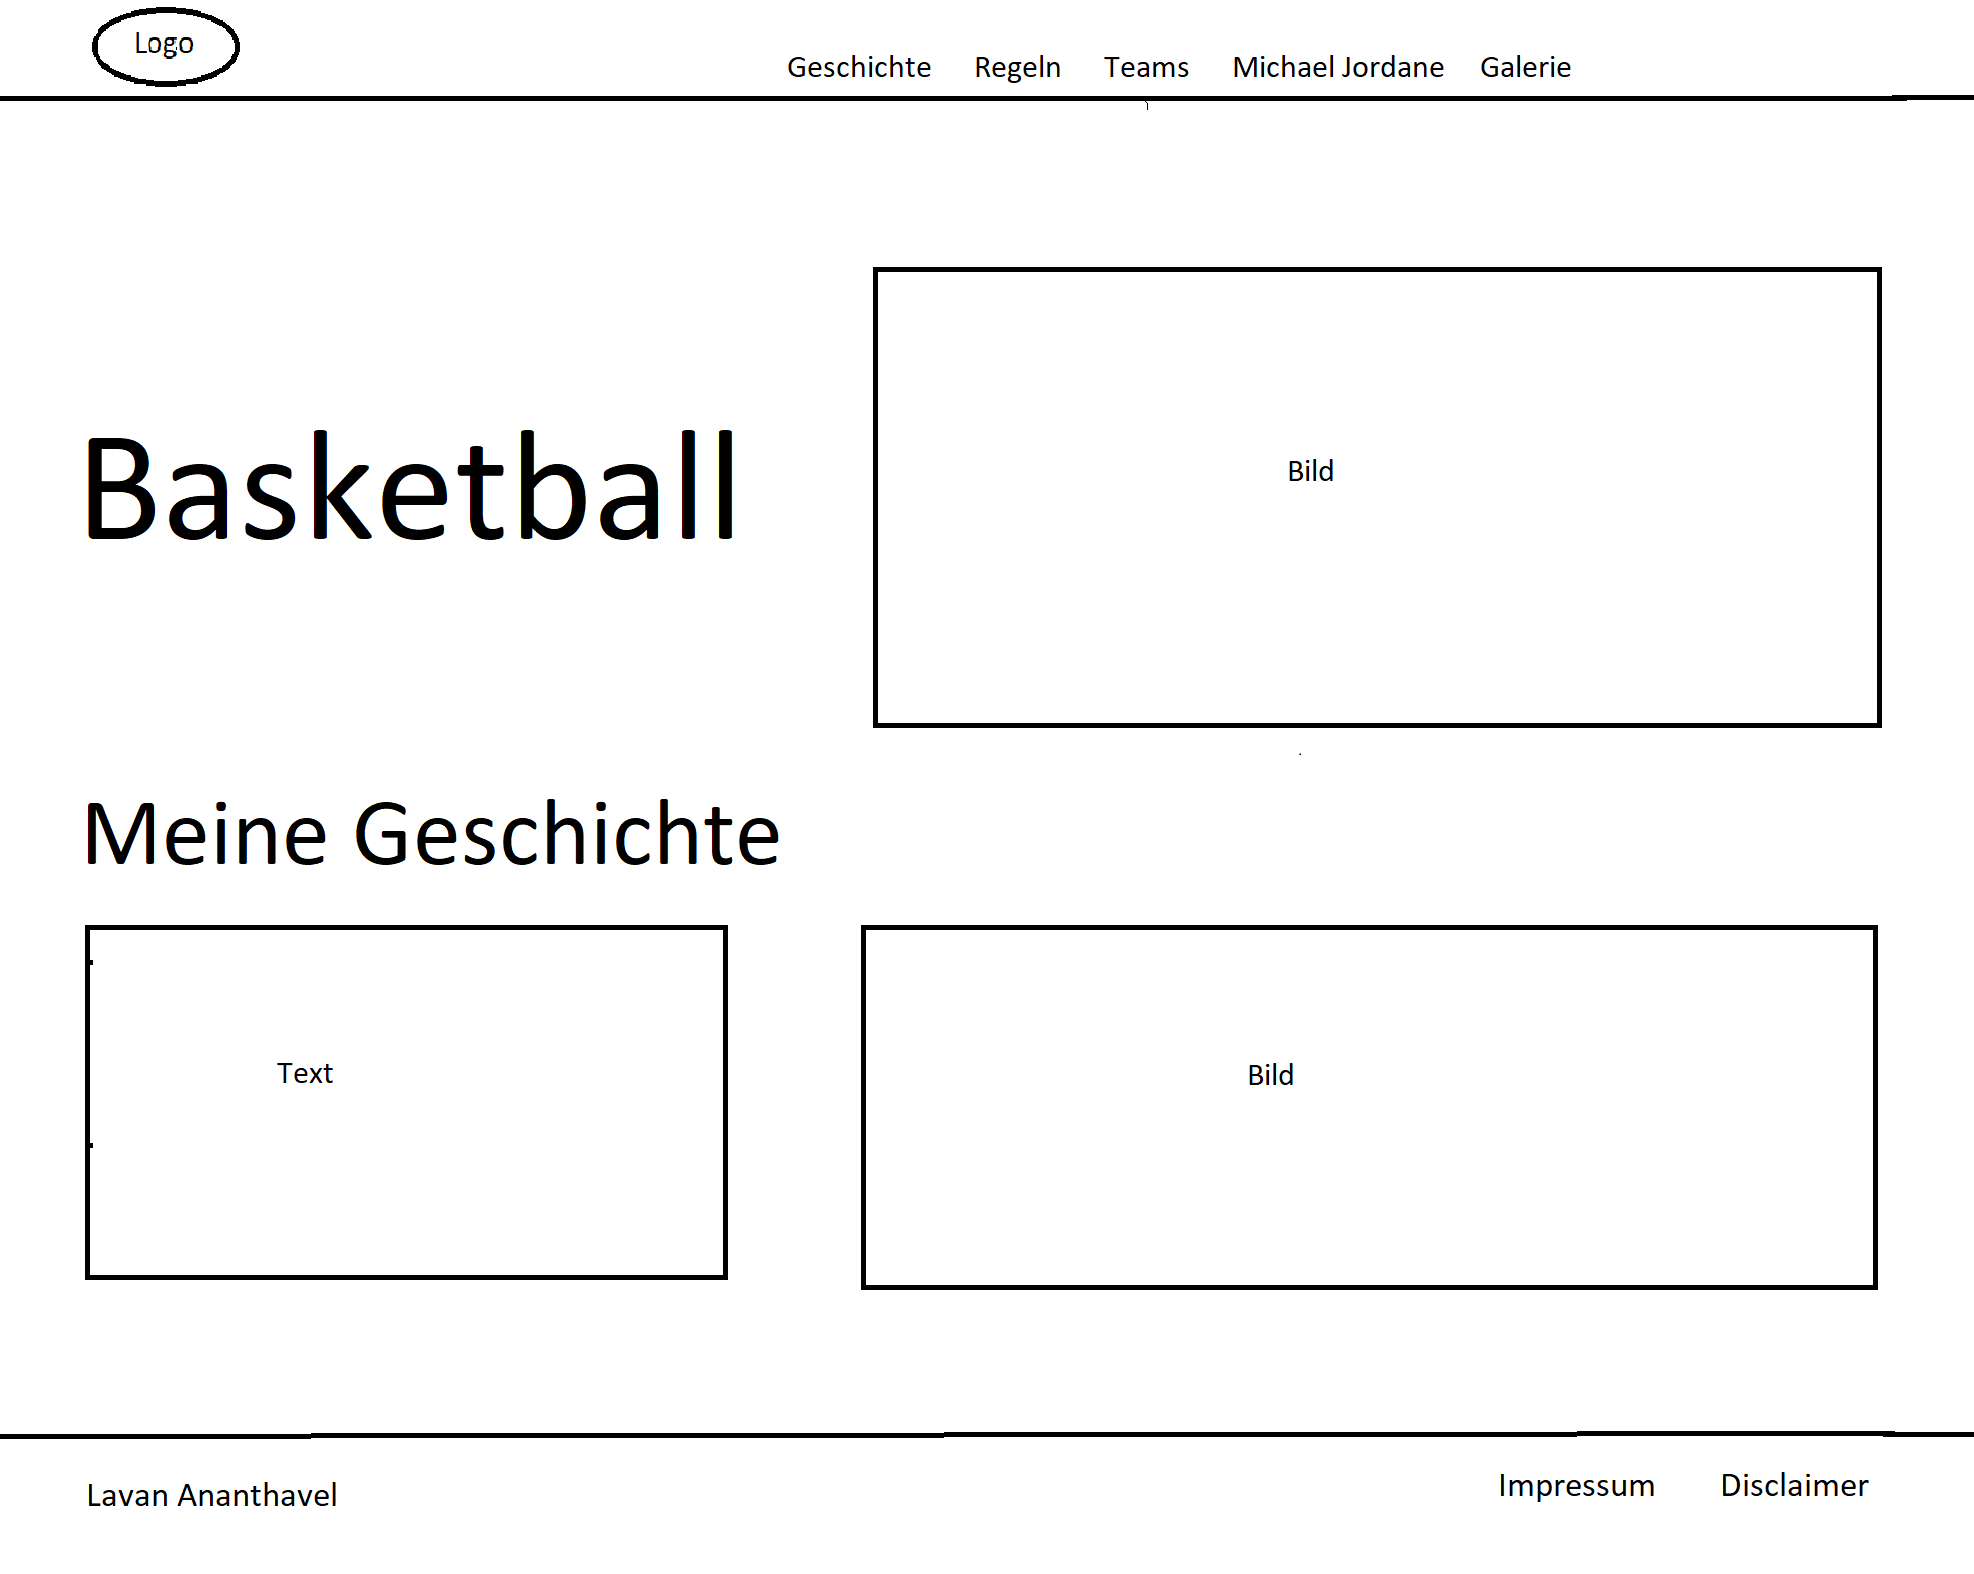 Logo
Geschichte Regeln Teams Michael Jordane Galerie
Basketball
Bild
Meine Geschichte
Text
Bild
Lavan Ananthavel
Impressum Disclaimer